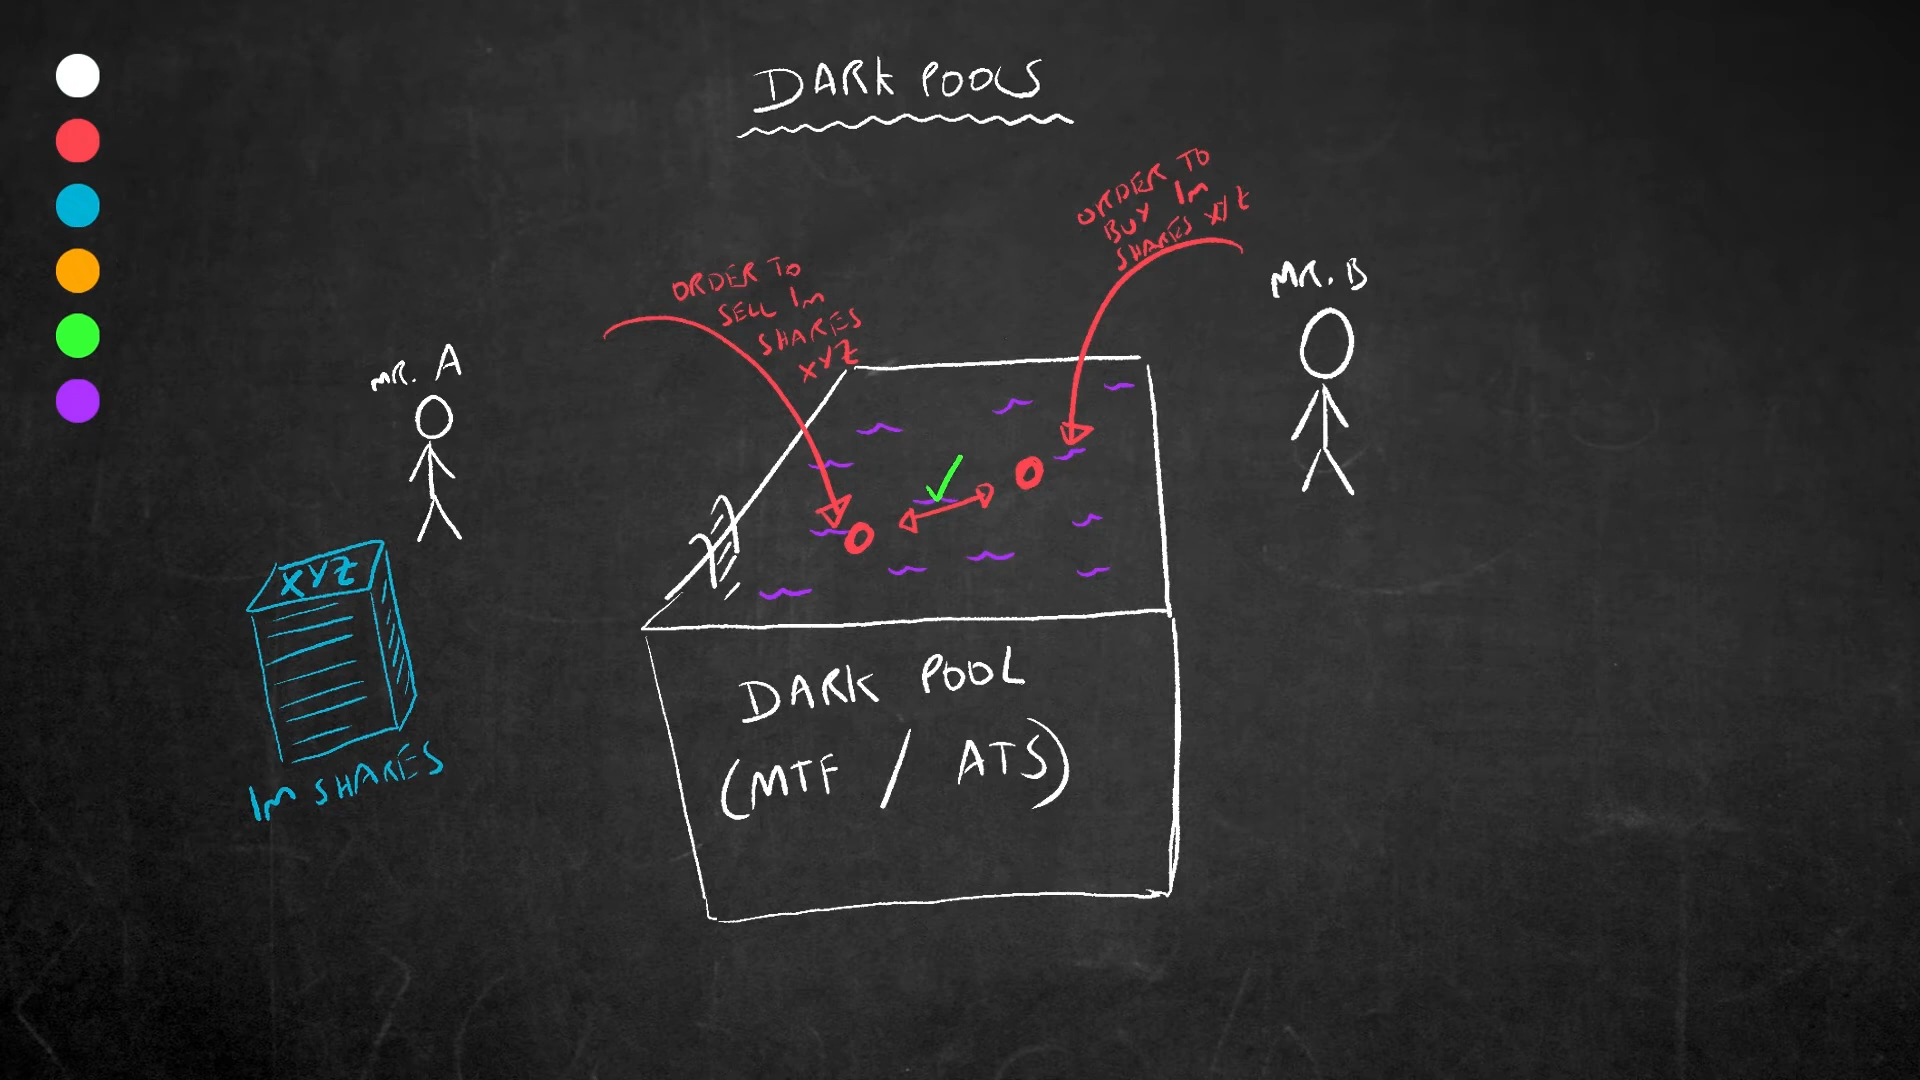 DARK POOLS
ORDER TO
BUY 1m
SHARES XYZ
MR. B
ORDER TO
SELL 1m
SHARES
XYZ
MR. A
XYZ
1m SHARES
DARK POOL
(MTF / ATS)